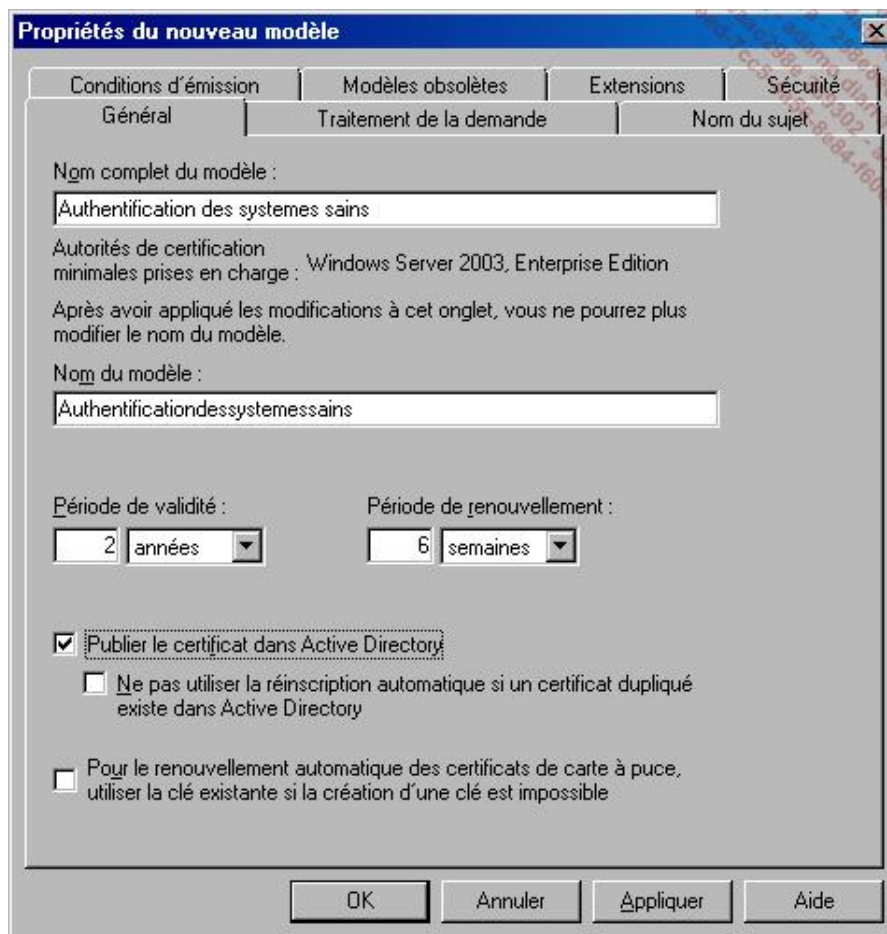 Propriétés du nouveau modèle
Conditions d'émission
Modèles obsolètes
Extensions
Sécurité
Général
Traitement de la demande
Nom du sujet
Nom complet du modèle :
Authentification des systemes sains
Autorités de certification
minimales prises en charge : Windows Server 2003, Enterprise Edition
Après avoir appliqué les modifications à cet onglet, vous ne pourrez plus
modifier le nom du modèle.
Nom du modèle :
Authentificationdessystemessains
Période de validité :
Période de renouvellement :
2 années
6 semaines
Publier le certificat dans Active Directory
Ne pas utiliser la réinscription automatique si un certificat dupliqué
existe dans Active Directory
Pour le renouvellement automatique des certificats de carte à puce,
utiliser la clé existante si la création d'une clé est impossible
OK
Annuler
Appliquer
Aide